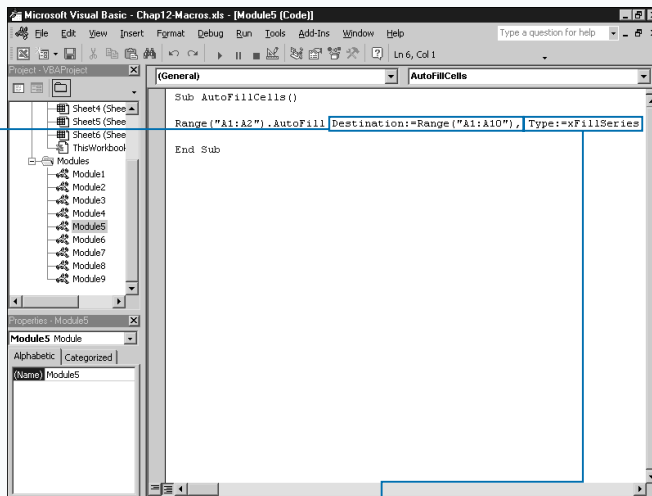 Microsoft Visual Basic - Chap12-Macros.xls - [Module5 (Code)]
File Edit View Insert Format Debug Run Tools Add-Ins Window Help
Type a question for help
Ln 6, Col 1
Project - VBAProject
(General)
AutoFillCells
Sheet4 (Shee
Sheet5 (Shee
Sheet6 (Shee
ThisWorkbool
Modules
Module1
Module2
Module3
Module4
Module5
Module6
Module7
Module8
Module9
Sub AutoFillCells()
Range("A1:A2").AutoFill Destination:=Range("A1:A10"), Type:=xFillSeries
End Sub
Properties - Module5
Module5 Module
Alphabetic Categorized
(Name) Module5